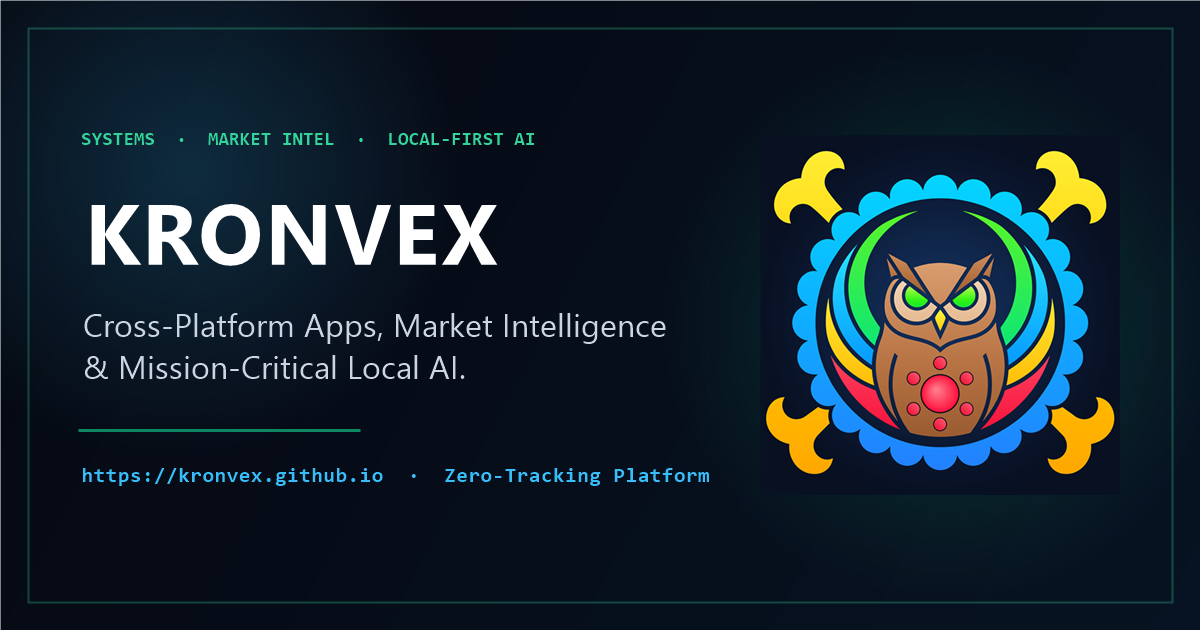 SYSTEMS · MARKET INTEL · LOCAL-FIRST AI
KRONVEX
Cross-Platform Apps, Market Intelligence
& Mission-Critical Local AI.
https://kronvex.github.io · Zero-Tracking Platform